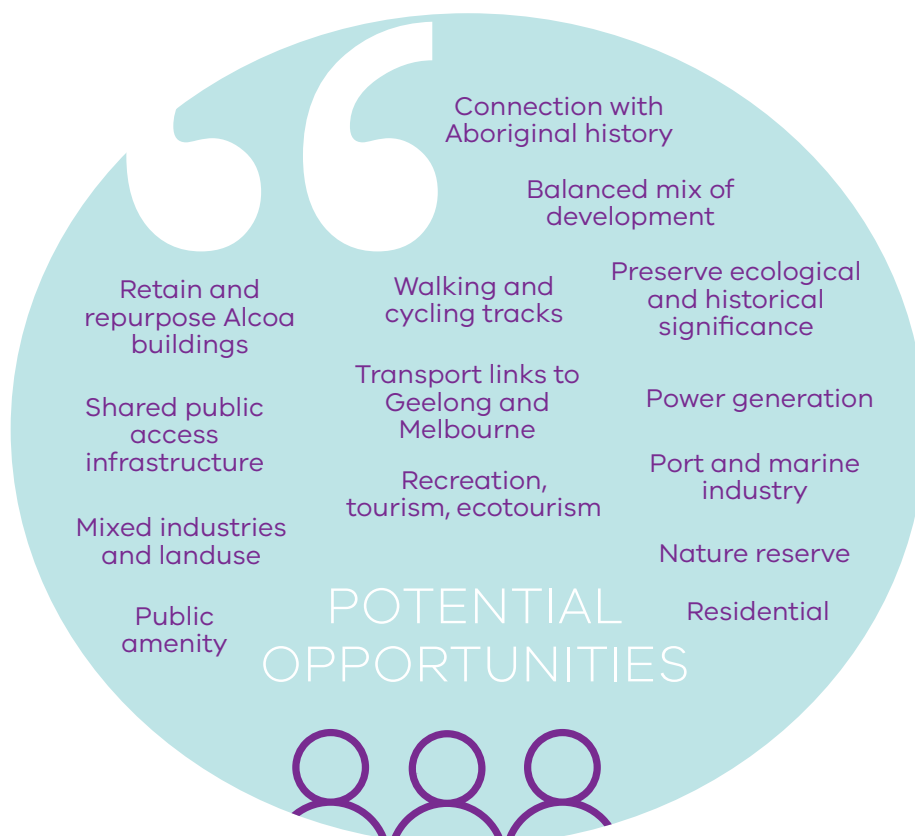 Connection with
Aboriginal history
Balanced mix of
development
Retain and
repurpose Alcoa
buildings
Walking and
cycling tracks
Preserve ecological
and historical
significance
Shared public
access
infrastructure
Transport links to
Geelong and
Melbourne
Power generation
Recreation,
tourism, ecotourism
Port and marine
industry
Mixed industries
and landuse
Nature reserve
Public
amenity
Residential
POTENTIAL
OPPORTUNITIES